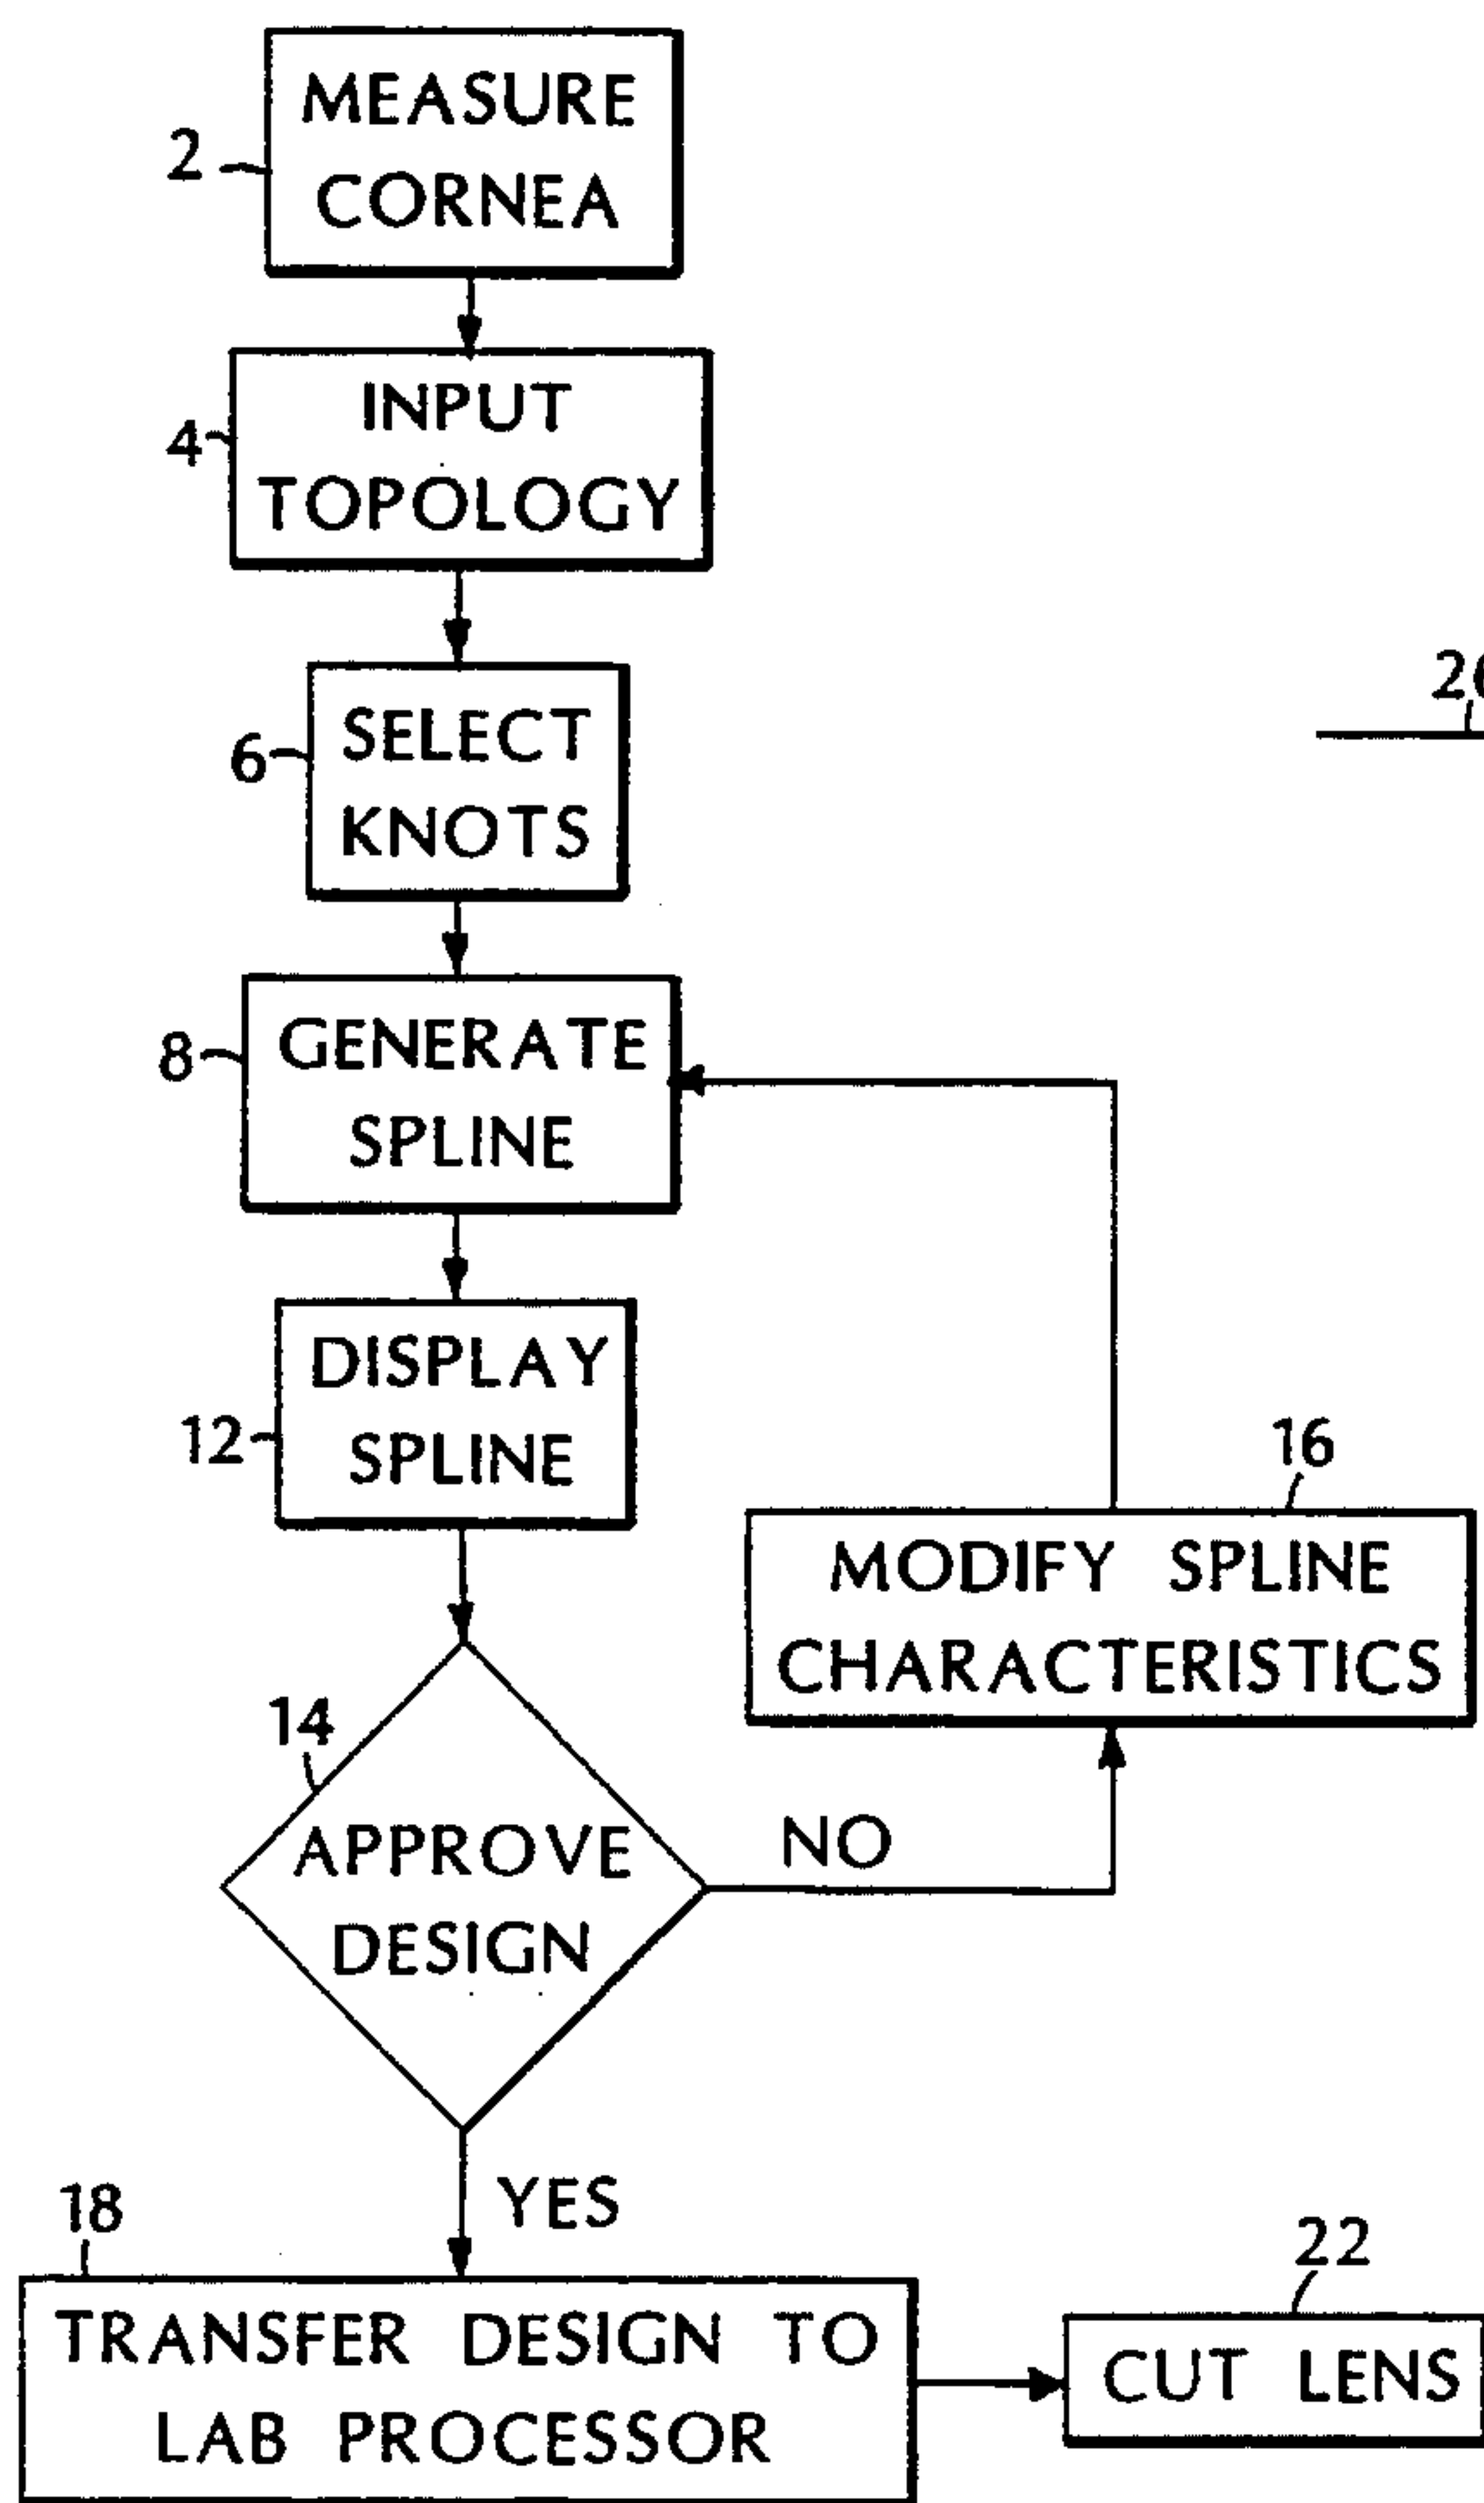 MEASURE
CORNEA
2
INPUT
TOPOLOGY
4
SELECT
KNOTS
6
GENERATE
SPLINE
8
DISPLAY
SPLINE
12
16
MODIFY SPLINE
CHARACTERISTICS
14
APPROVE
DESIGN
NO
YES
18
TRANSFER DESIGN TO
LAB PROCESSOR
22
CUT LENS